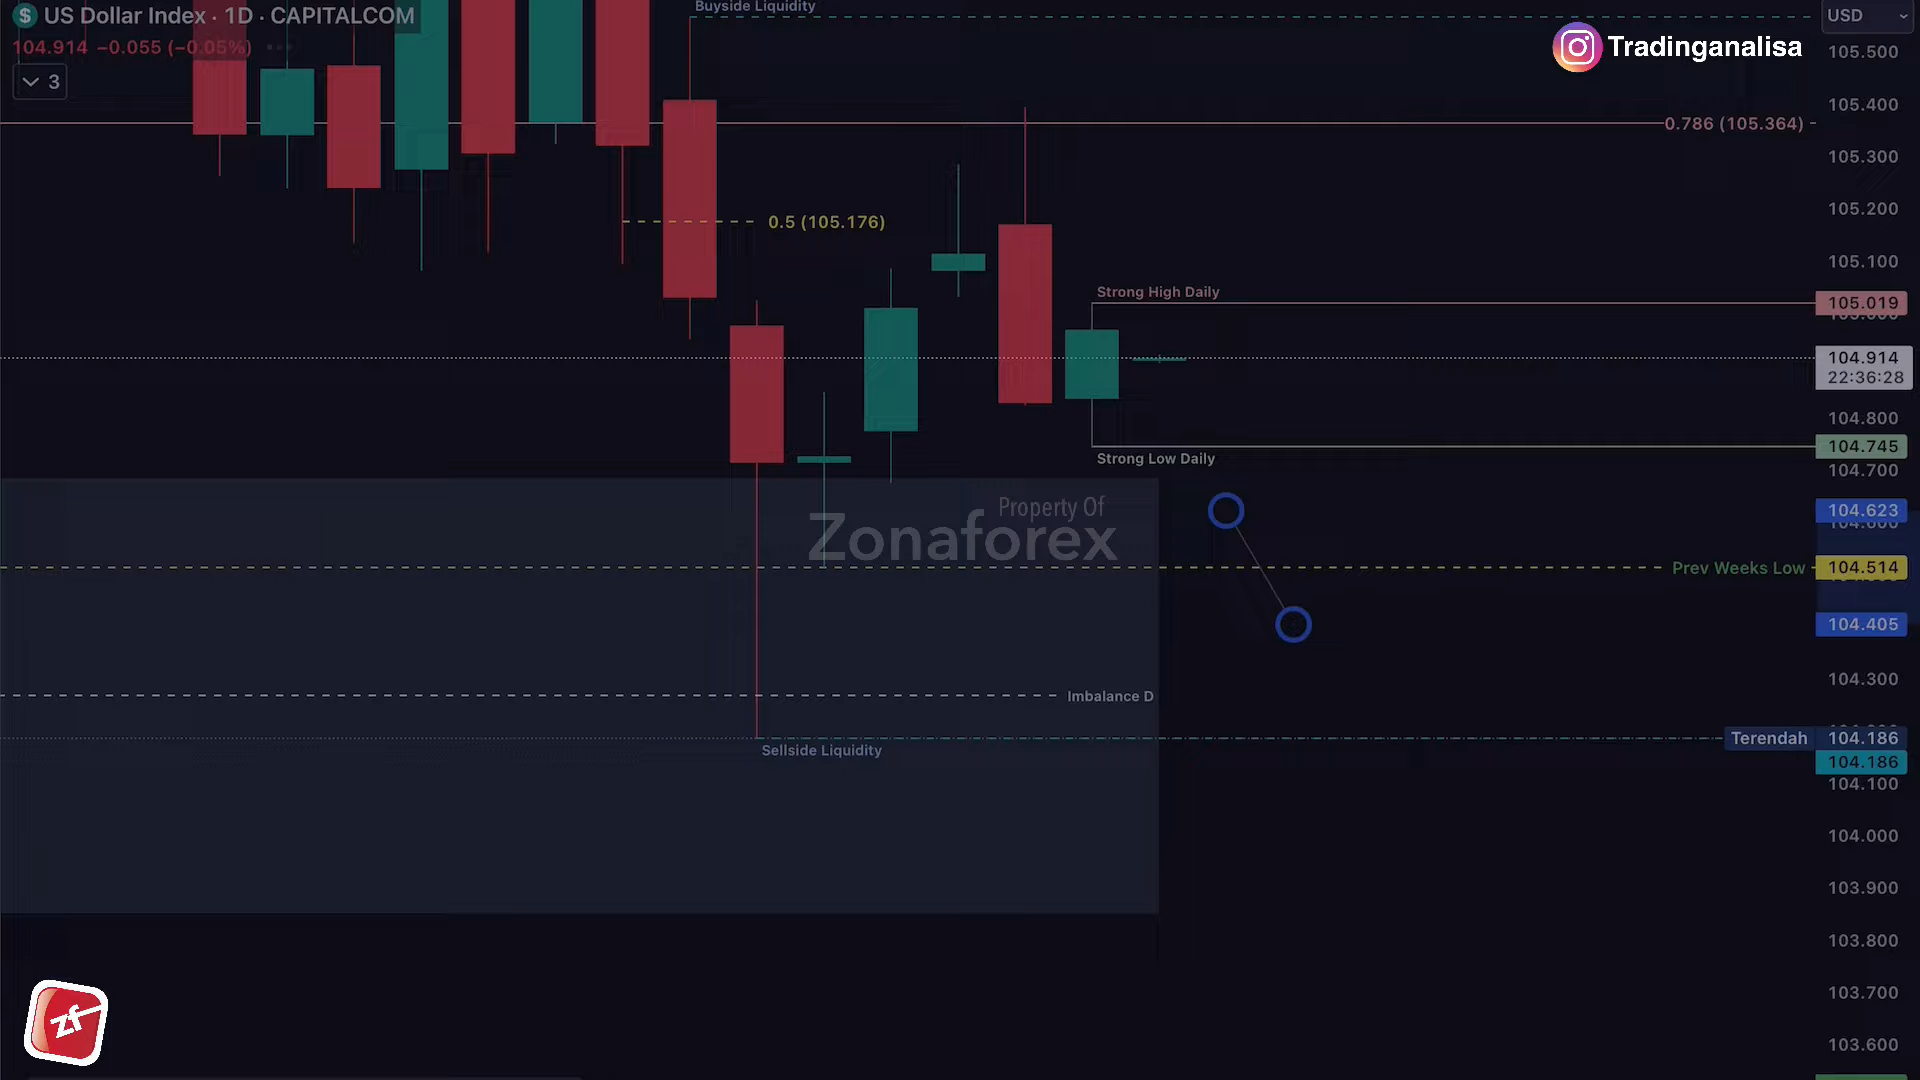 $ US Dollar Index · 1D · CAPITALCOM
104.914 −0.055 (−0.05%)
3
Buyside Liquidity
USD
Tradinganalisa
105.500
105.400
0.786 (105.364)
105.300
105.200
0.5 (105.176)
105.100
Strong High Daily
105.019
104.914
22:36:28
104.800
104.745
Strong Low Daily
104.700
Property Of
Zonaforex
104.623
Prev Weeks Low
104.514
104.405
Imbalance D
104.300
Sellside Liquidity
Terendah 104.186
104.186
104.100
104.000
103.900
103.800
103.700
103.600
zf